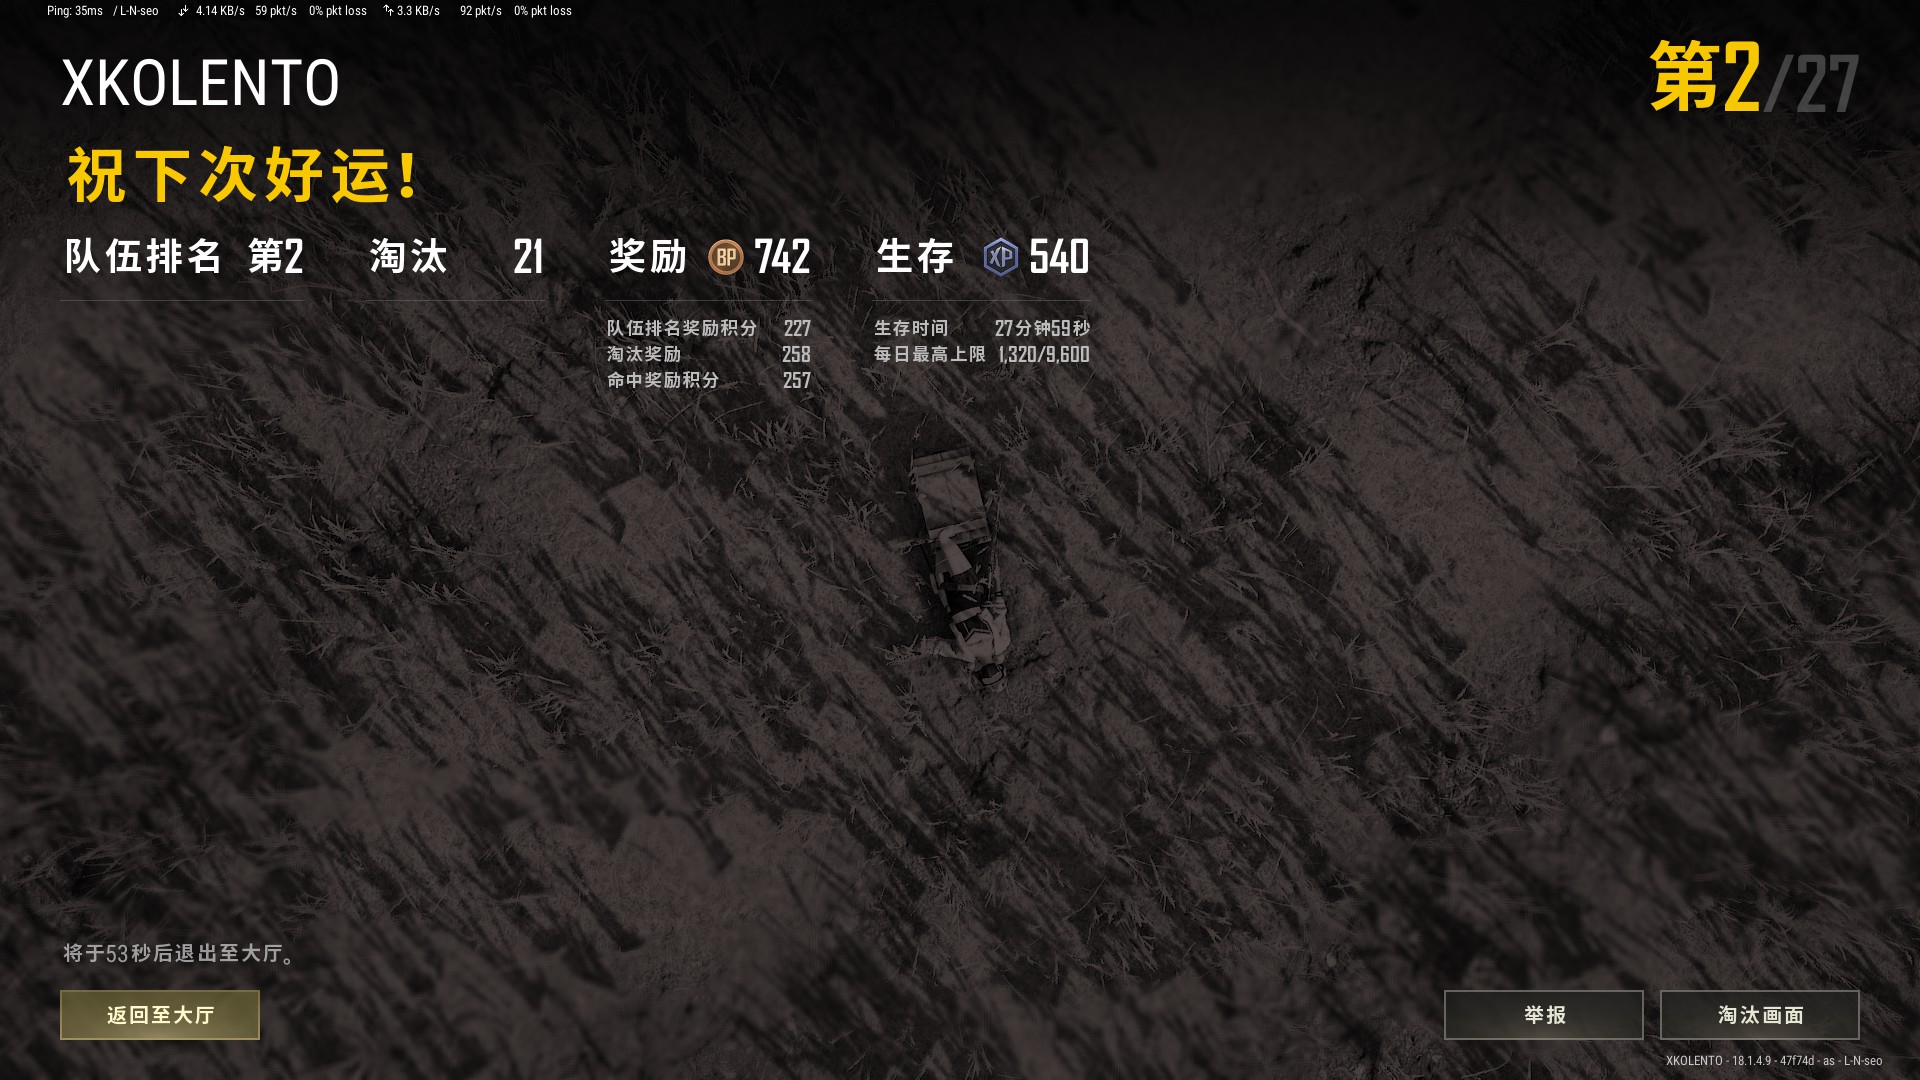 Ping: 35ms / L-N-seo 4.14 KB/s 59 pkt/s 0% pkt loss 3.3 KB/s 92 pkt/s 0% pkt loss
XKOLENTO
第2/27
祝下次好运!
队伍排名 第2 淘汰 21 奖励 BP 742 生存 XP 540
队伍排名奖励积分 227 生存时间 27分钟59秒
淘汰奖励 258 每日最高上限 1,320/9,600
命中奖励积分 257
将于53秒后退出至大厅。
返回至大厅 举报 淘汰画面
XKOLENTO - 18.1.4.9 - 47f74d - as - L-N-seo